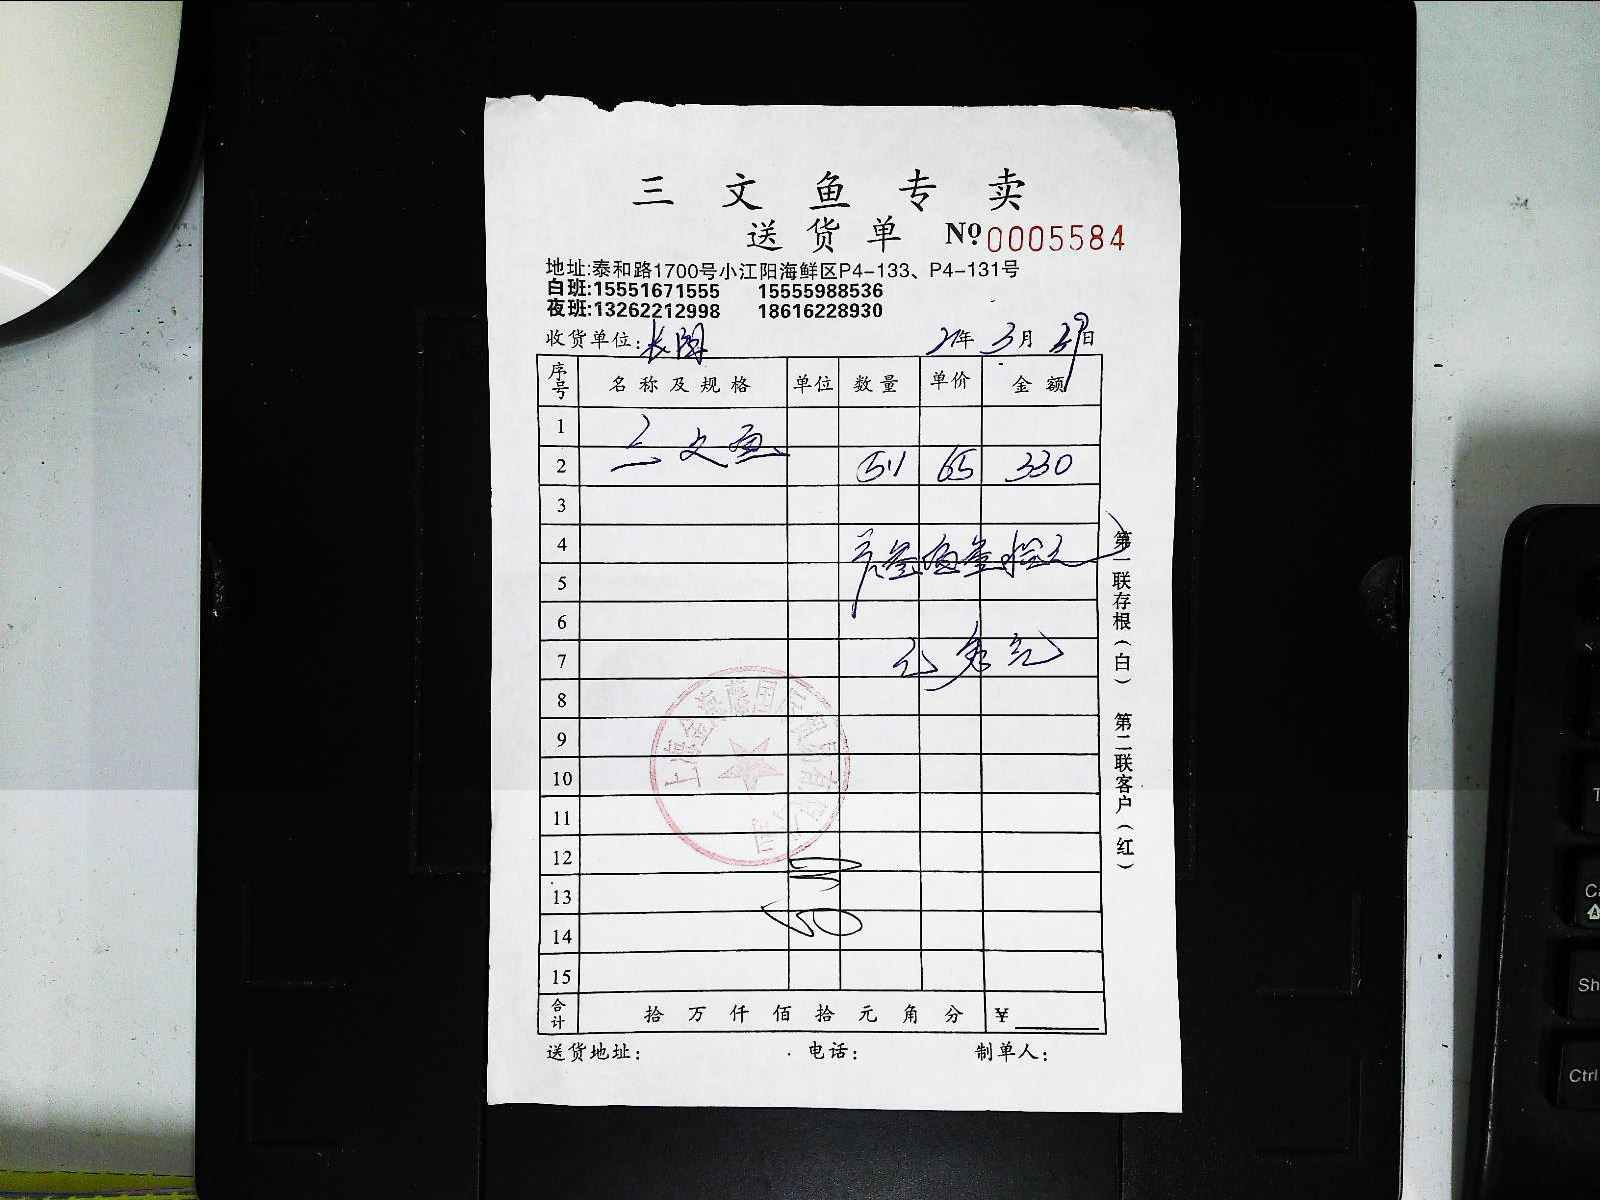 三文鱼专卖
送货单 Nº 0005584
地址:泰和路1700号小江阳海鲜区P4-133、P4-131号
白班:15551671555 15555988536
夜班:13262212998 18616228930
收货单位: 年 3月 29日
序号 名称及规格 单位 数量 单价 金额
1
三文鱼
2 5.1 65 330
3
4
5
6
7
8
9
10
11
12
13
14
15
合计 拾万仟佰拾元角分 ¥
送货地址: 电话: 制单人:
第一联存根(白) 第二联客户(红)
Ctrl